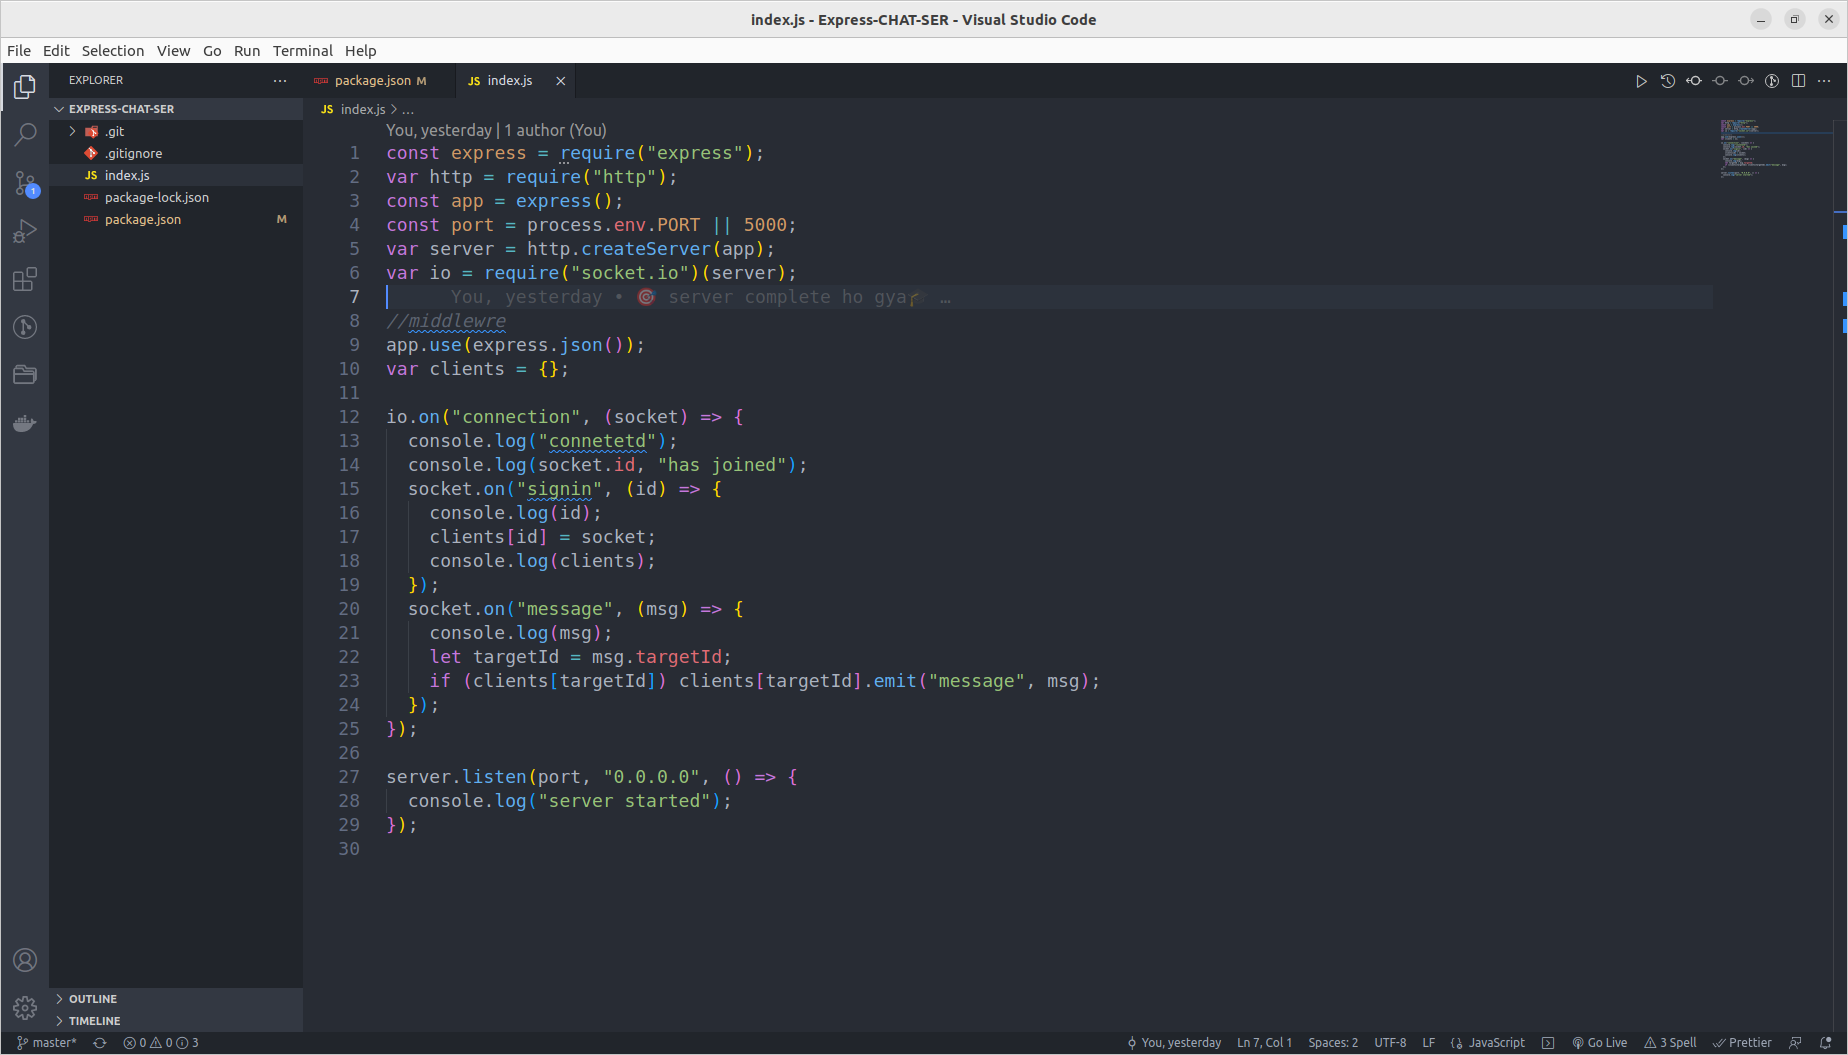 index.js - Express-CHAT-SER - Visual Studio Code
File Edit Selection View Go Run Terminal Help
EXPLORER
EXPRESS-CHAT-SER
.git
.gitignore
JS index.js
package-lock.json
package.json M
package.json M
JS index.js
JS index.js > ...
You, yesterday | 1 author (You)
1 const express = require("express");
2 var http = require("http");
3 const app = express();
4 const port = process.env.PORT || 5000;
5 var server = http.createServer(app);
6 var io = require("socket.io")(server);
7 You, yesterday • 🎯 server complete ho gya🎓 …
8 //middlewre
9 app.use(express.json());
10 var clients = {};
11
12 io.on("connection", (socket) => {
13   console.log("connetetd");
14   console.log(socket.id, "has joined");
15   socket.on("signin", (id) => {
16     console.log(id);
17     clients[id] = socket;
18     console.log(clients);
19   });
20   socket.on("message", (msg) => {
21     console.log(msg);
22     let targetId = msg.targetId;
23     if (clients[targetId]) clients[targetId].emit("message", msg);
24   });
25 });
26
27 server.listen(port, "0.0.0.0", () => {
28   console.log("server started");
29 });
30
1
OUTLINE
TIMELINE
master* 0 0 3 You, yesterday Ln 7, Col 1 Spaces: 2 UTF-8 LF {} JavaScript Go Live 3 Spell Prettier